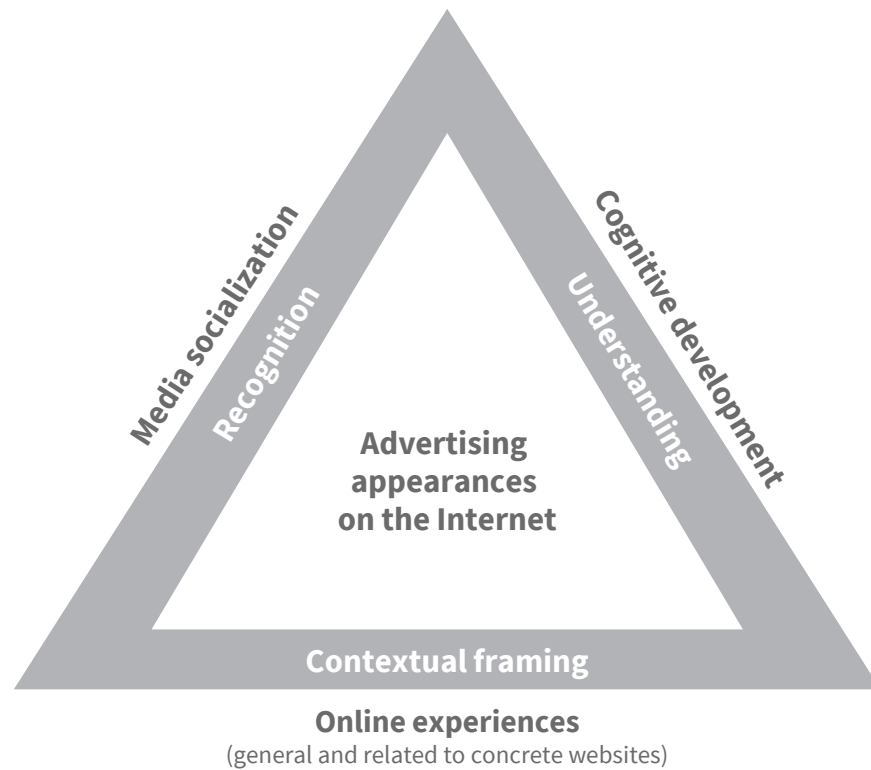 Media socialization
Recognition
Cognitive development
Understanding
Advertising
appearances
on the Internet
Contextual framing
Online experiences
(general and related to concrete websites)